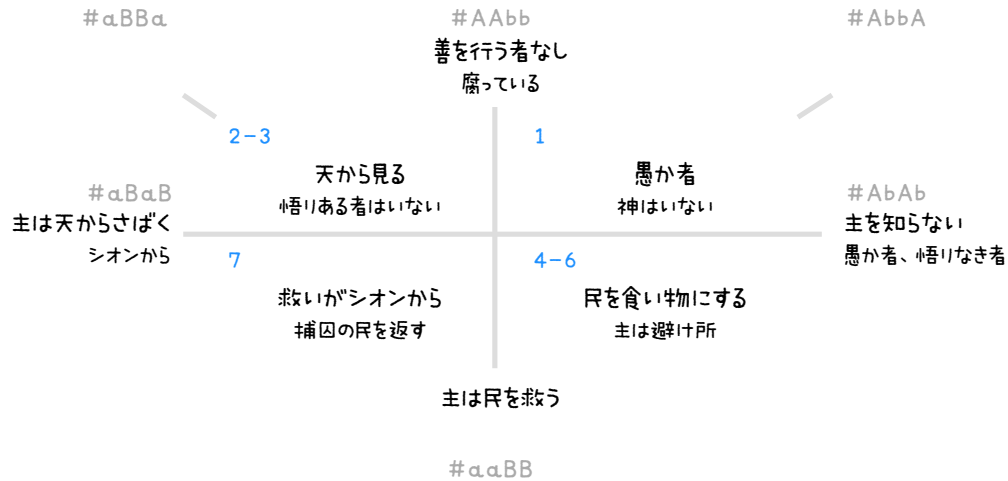 #aBBa
#AAbb
#AbbA
善を行う者なし
腐っている
2-3
1
天から見る
悟りある者はいない
愚か者
神はいない
#aBaB
主は天からさばく
シオンから
#AbAb
主を知らない
愚か者、悟りなき者
7
4-6
救いがシオンから
捕囚の民を返す
民を食い物にする
主は避け所
主は民を救う
#aaBB